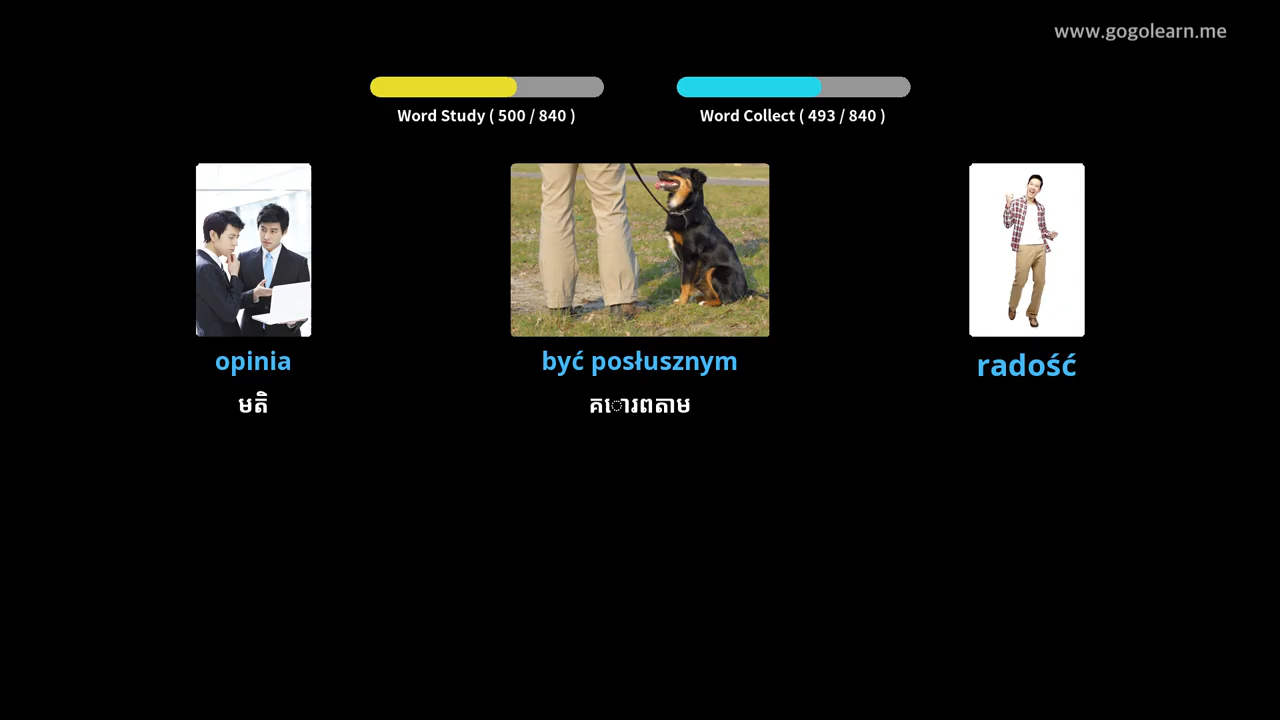 www.gogolearn.me
Word Study ( 500 / 840 )
Word Collect ( 493 / 840 )
opinia
być posłusznym
radość
មតិ
គោរពតាម